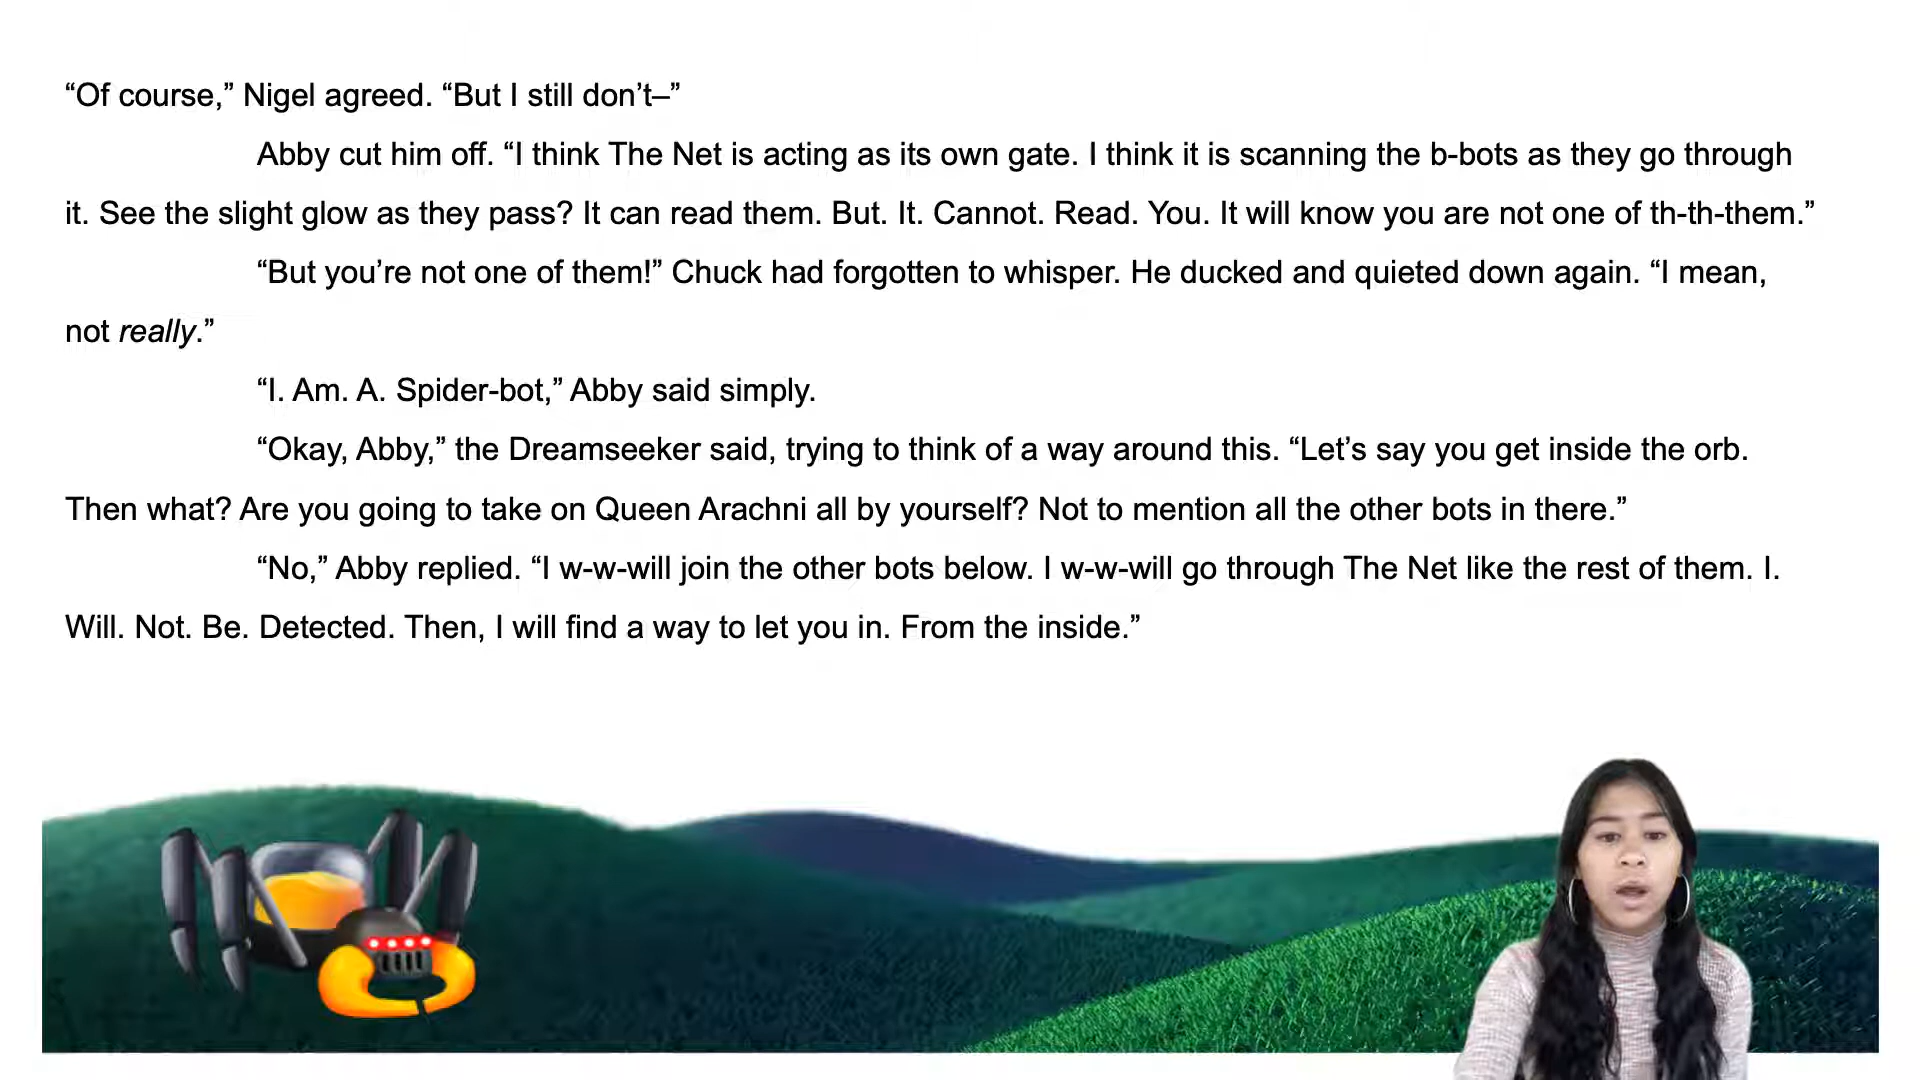 “Of course,” Nigel agreed. “But I still don’t–”
Abby cut him off. “I think The Net is acting as its own gate. I think it is scanning the b-bots as they go through
it. See the slight glow as they pass? It can read them. But. It. Cannot. Read. You. It will know you are not one of th-th-them.”
“But you’re not one of them!” Chuck had forgotten to whisper. He ducked and quieted down again. “I mean,
not really.”
“I. Am. A. Spider-bot,” Abby said simply.
“Okay, Abby,” the Dreamseeker said, trying to think of a way around this. “Let’s say you get inside the orb.
Then what? Are you going to take on Queen Arachni all by yourself? Not to mention all the other bots in there.”
“No,” Abby replied. “I w-w-will join the other bots below. I w-w-will go through The Net like the rest of them. I.
Will. Not. Be. Detected. Then, I will find a way to let you in. From the inside.”